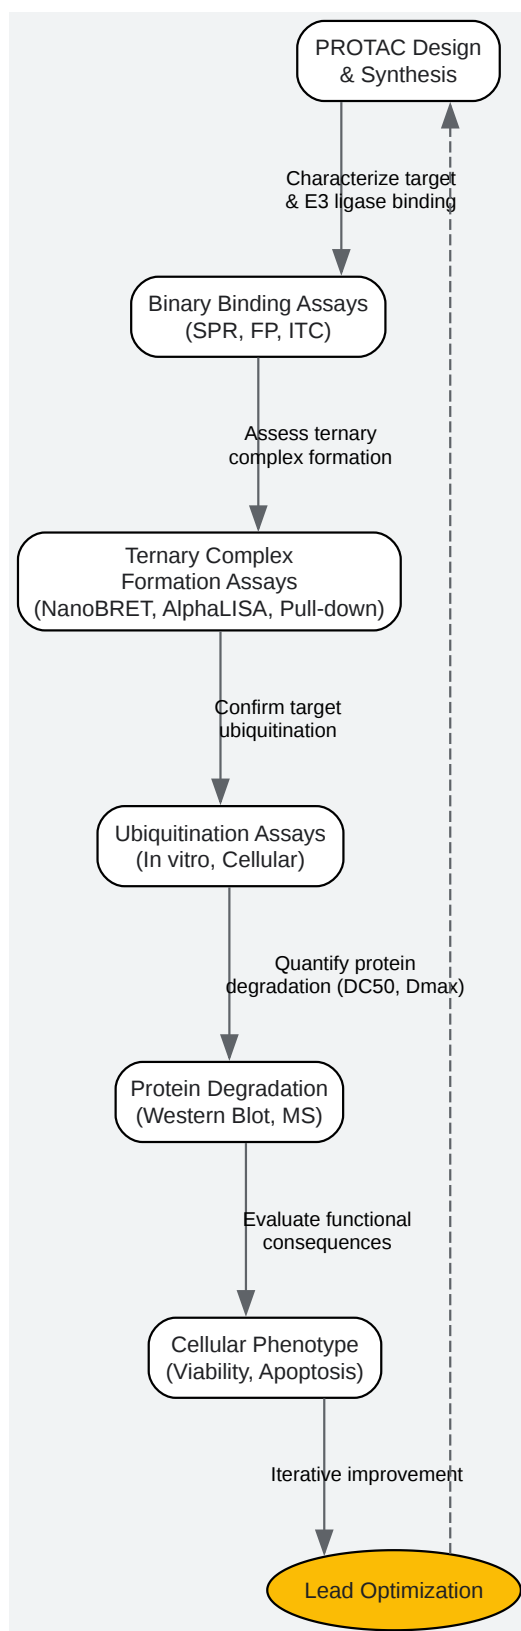 PROTAC Design
& Synthesis
Characterize target
& E3 ligase binding
Binary Binding Assays
(SPR, FP, ITC)
Assess ternary
complex formation
Ternary Complex
Formation Assays
(NanoBRET, AlphaLISA, Pull-down)
Confirm target
ubiquitination
Ubiquitination Assays
(In vitro, Cellular)
Quantify protein
degradation (DC50, Dmax)
Protein Degradation
(Western Blot, MS)
Evaluate functional
consequences
Cellular Phenotype
(Viability, Apoptosis)
Iterative improvement
Lead Optimization